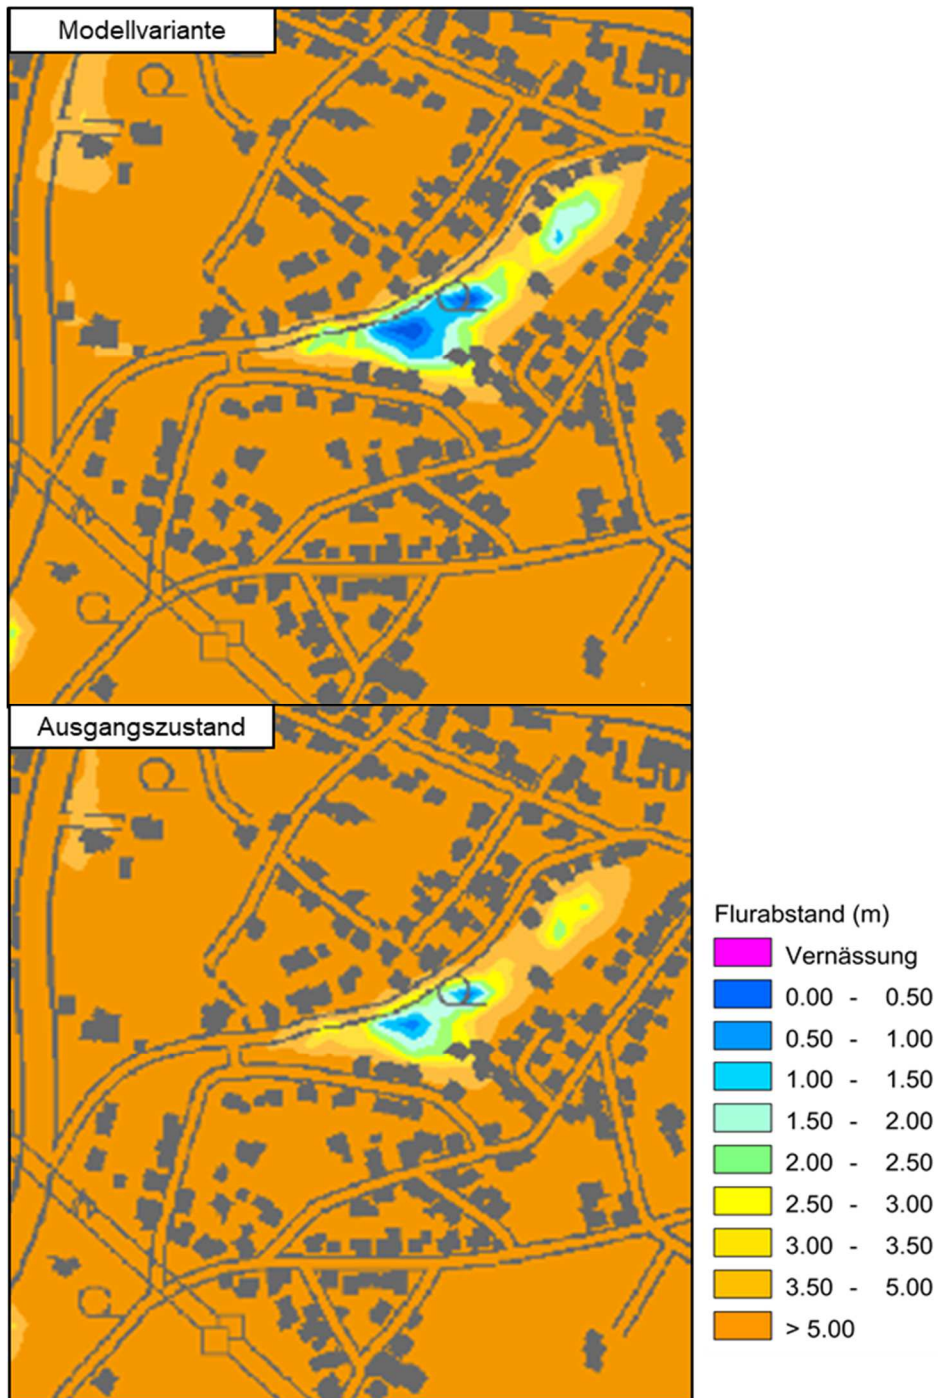 Modellvariante
Ausgangszustand
Flurabstand (m)
Vernässung
0.00 - 0.50
0.50 - 1.00
1.00 - 1.50
1.50 - 2.00
2.00 - 2.50
2.50 - 3.00
3.00 - 3.50
3.50 - 5.00
> 5.00